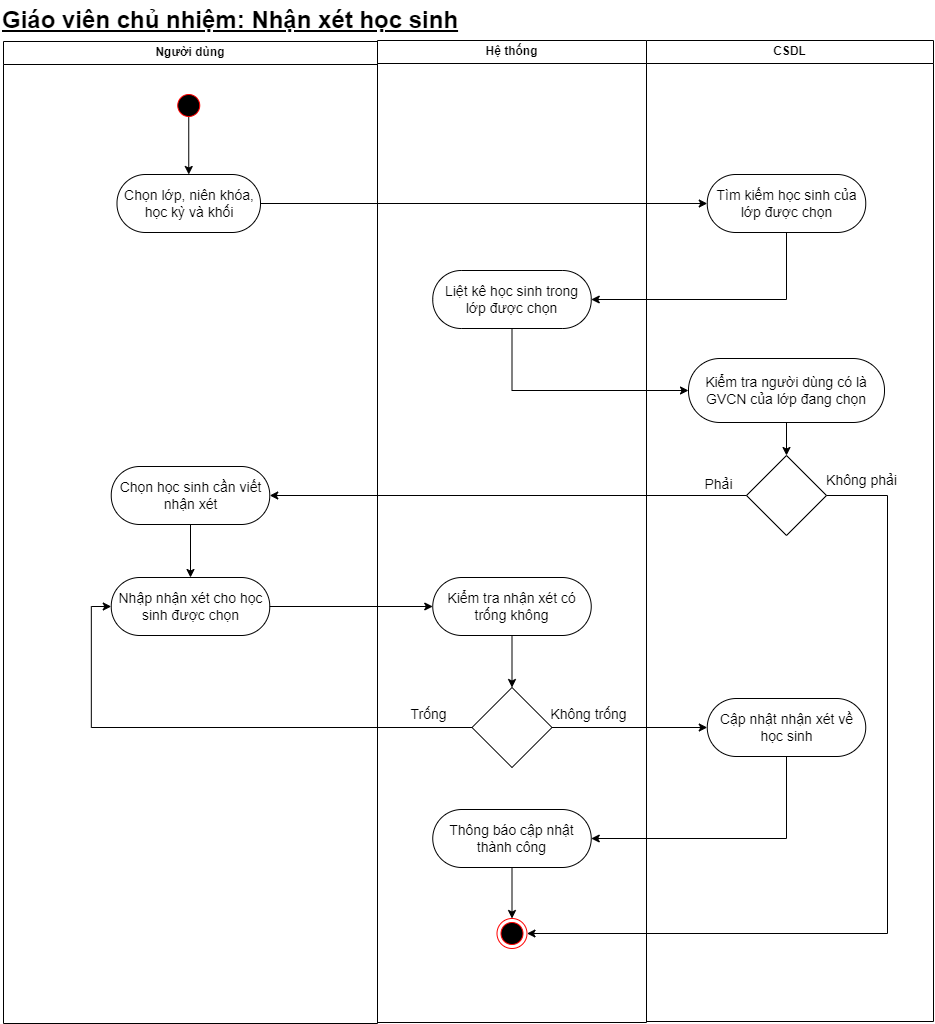 Giáo viên chủ nhiệm: Nhận xét học sinh
Người dùng
Hệ thống
CSDL
Chọn lớp, niên khóa,
học kỳ và khối
Tìm kiếm học sinh của
lớp được chọn
Liệt kê học sinh trong
lớp được chọn
Kiểm tra người dùng có là
GVCN của lớp đang chọn
Phải
Không phải
Chọn học sinh cần viết
nhận xét
Nhập nhận xét cho học
sinh được chọn
Kiểm tra nhận xét có
trống không
Trống
Không trống
Cập nhật nhận xét về
học sinh
Thông báo cập nhật
thành công